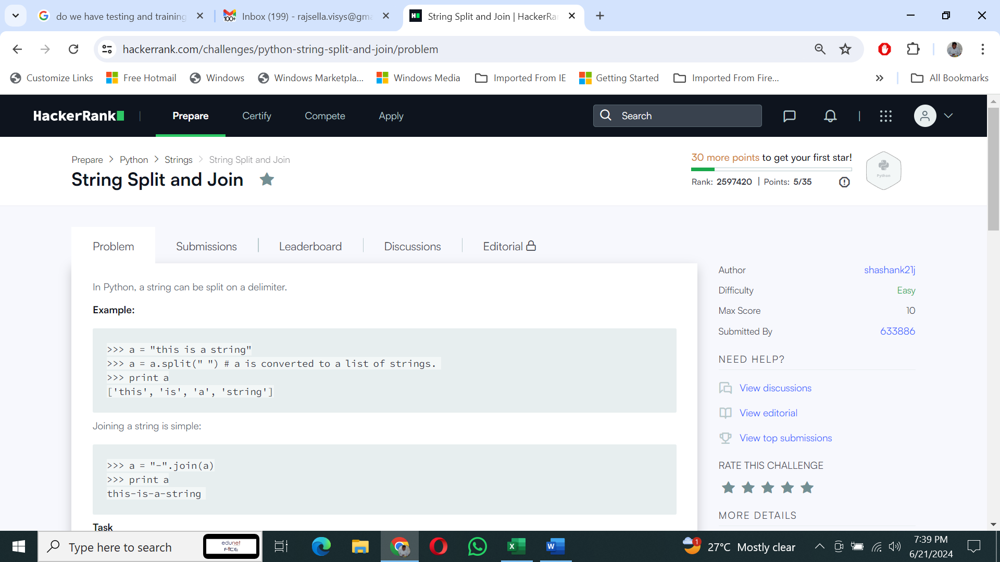 do we have testing and training
Inbox (199) - rajsella.visys@gma
String Split and Join | HackerRa
hackerrank.com/challenges/python-string-split-and-join/problem
Customize Links
Free Hotmail
Windows
Windows Marketpla...
Windows Media
Imported From IE
Getting Started
Imported From Fire...
All Bookmarks
HackerRank
Prepare
Certify
Compete
Apply
Search
Prepare > Python > Strings > String Split and Join
String Split and Join
30 more points to get your first star!
Rank: 2597420 | Points: 5/35
Python
Problem
Submissions
Leaderboard
Discussions
Editorial
In Python, a string can be split on a delimiter.
Example:
>>> a = "this is a string"
>>> a = a.split(" ") # a is converted to a list of strings.
>>> print a
['this', 'is', 'a', 'string']
Joining a string is simple:
>>> a = "-".join(a)
>>> print a
this-is-a-string
Task
Author shashank21j
Difficulty Easy
Max Score 10
Submitted By 633886
NEED HELP?
View discussions
View editorial
View top submissions
RATE THIS CHALLENGE
MORE DETAILS
Type here to search
edunet
27°C Mostly clear
7:39 PM
6/21/2024